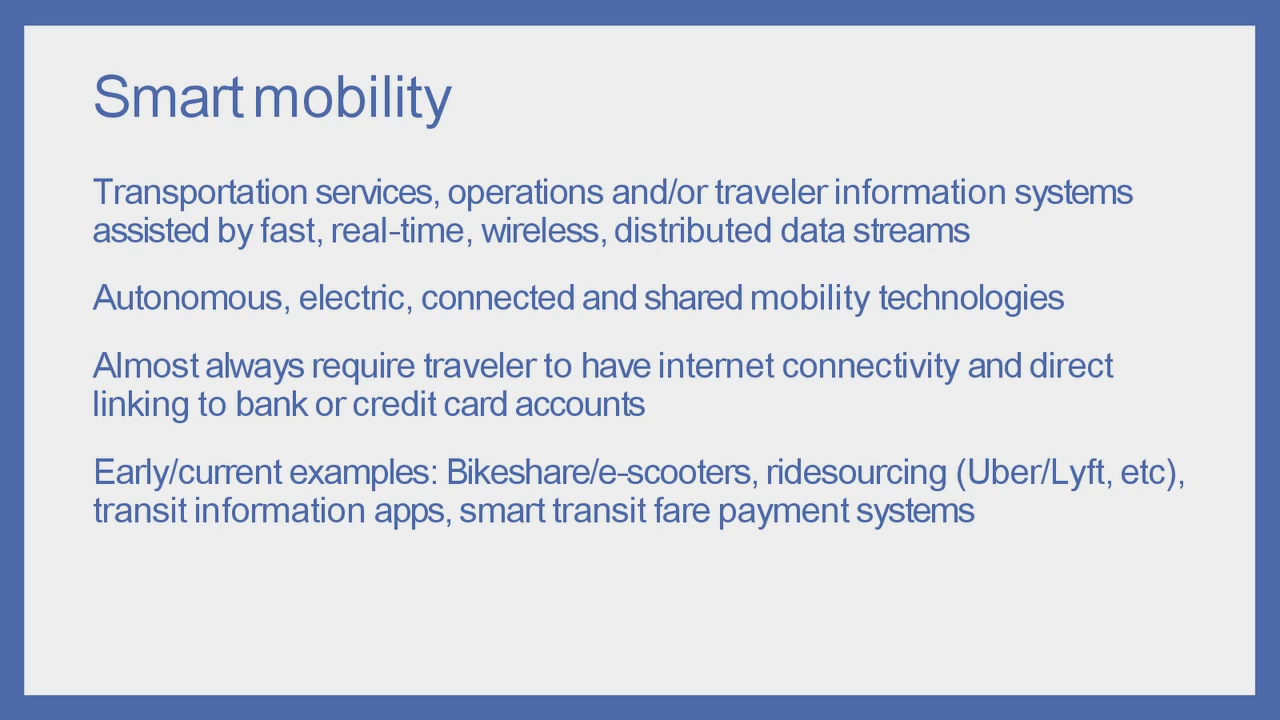 Smart mobility
Transportation services, operations and/or traveler information systems
assisted by fast, real-time, wireless, distributed data streams
Autonomous, electric, connected and shared mobility technologies
Almost always require traveler to have internet connectivity and direct
linking to bank or credit card accounts
Early/current examples: Bikeshare/e-scooters, ridesourcing (Uber/Lyft, etc),
transit information apps, smart transit fare payment systems